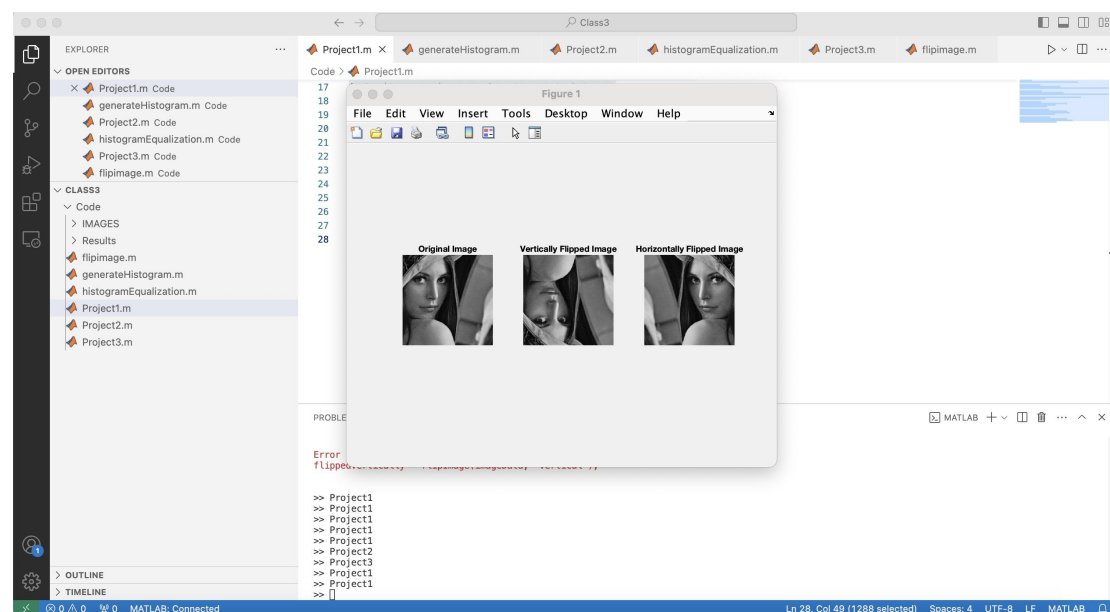 Class3
EXPLORER
OPEN EDITORS
Project1.m Code
generateHistogram.m Code
Project2.m Code
histogramEqualization.m Code
Project3.m Code
flipimage.m Code
CLASS3
Code
IMAGES
Results
flipimage.m
generateHistogram.m
histogramEqualization.m
Project1.m
Project2.m
Project3.m
OUTLINE
TIMELINE
Project1.m
generateHistogram.m
Project2.m
histogramEqualization.m
Project3.m
flipimage.m
Code > Project1.m
17
18
19
20
21
22
23
24
25
26
27
28
Figure 1
File Edit View Insert Tools Desktop Window Help
Original Image
Vertically Flipped Image
Horizontally Flipped Image
PROBLE
MATLAB
Error
>> Project1
>> Project1
>> Project1
>> Project1
>> Project1
>> Project2
>> Project3
>> Project1
>> Project1
>>
1
0 0 0 MATLAB: Connected
Ln 28, Col 49 (1288 selected) Spaces: 4 UTF-8 LF MATLAB